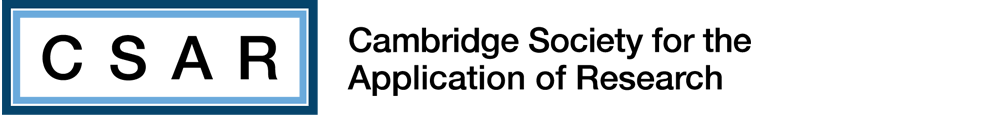 C S A R
Cambridge Society for the
Application of Research